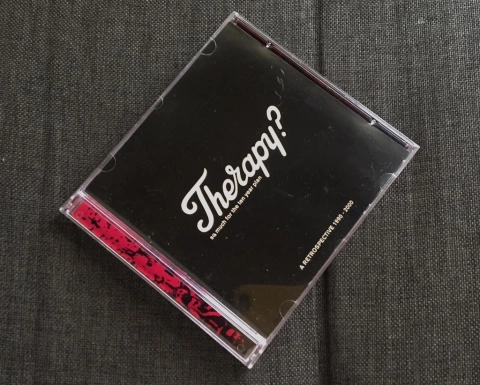 Therapy?
so much for the ten year plan
A RETROSPECTIVE 1990 - 2000